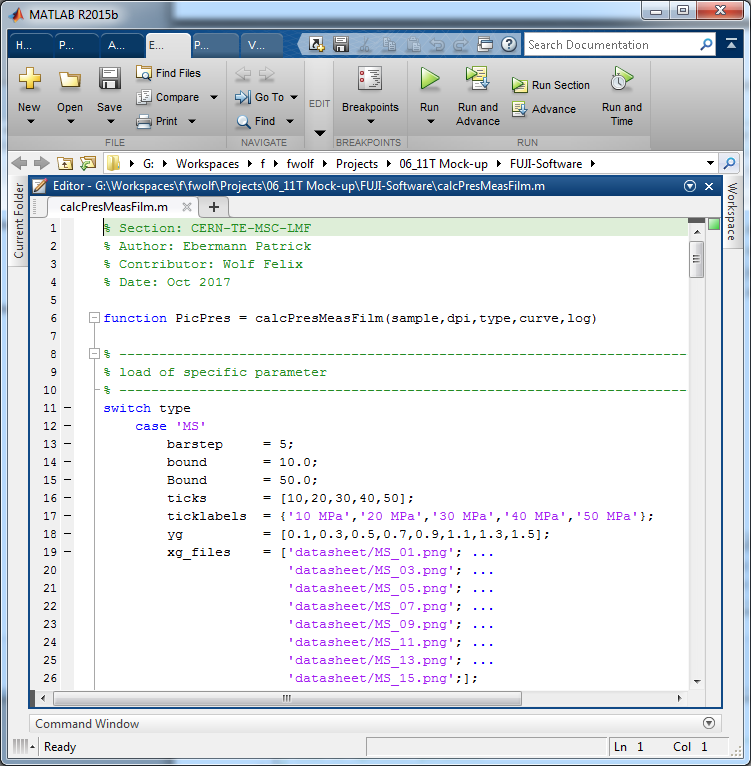 MATLAB R2015b
H... P... A... E... P... V... Search Documentation
New Open Save Find Files Compare Print Go To Find EDIT Breakpoints Run Run and Advance Run Section Advance Run and Time
FILE NAVIGATE BREAKPOINTS RUN
G: Workspaces f fwolf Projects 06_11T Mock-up FUJI-Software
Current Folder
Workspace
Editor - G:\Workspaces\f\fwolf\Projects\06_11T Mock-up\FUJI-Software\calcPresMeasFilm.m
calcPresMeasFilm.m
1 % Section: CERN-TE-MSC-LMF
2 % Author: Ebermann Patrick
3 % Contributor: Wolf Felix
4 % Date: Oct 2017
5
6 function PicPres = calcPresMeasFilm(sample,dpi,type,curve,log)
7
8 % -----------------------------------------------------------------------
9 % load of specific parameter
10 % -----------------------------------------------------------------------
11 switch type
12 case 'MS'
13 barstep = 5;
14 bound = 10.0;
15 Bound = 50.0;
16 ticks = [10,20,30,40,50];
17 ticklabels = {'10 MPa','20 MPa','30 MPa','40 MPa','50 MPa'};
18 yg = [0.1,0.3,0.5,0.7,0.9,1.1,1.3,1.5];
19 xg_files = ['datasheet/MS_01.png'; ...
20 'datasheet/MS_03.png'; ...
21 'datasheet/MS_05.png'; ...
22 'datasheet/MS_07.png'; ...
23 'datasheet/MS_09.png'; ...
24 'datasheet/MS_11.png'; ...
25 'datasheet/MS_13.png'; ...
26 'datasheet/MS_15.png';];
Command Window
Ready Ln 1 Col 1